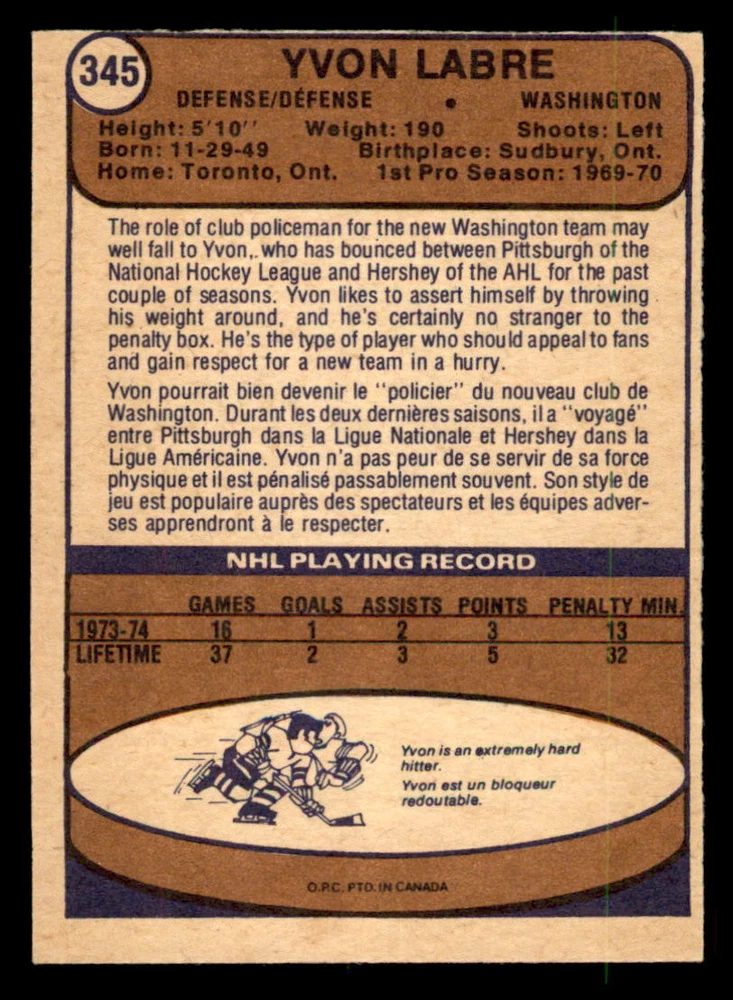 345
YVON LABRE
DEFENSE/DÉFENSE • WASHINGTON
Height: 5'10'' Weight: 190 Shoots: Left
Born: 11-29-49 Birthplace: Sudbury, Ont.
Home: Toronto, Ont. 1st Pro Season: 1969-70
The role of club policeman for the new Washington team may
well fall to Yvon, who has bounced between Pittsburgh of the
National Hockey League and Hershey of the AHL for the past
couple of seasons. Yvon likes to assert himself by throwing
his weight around, and he's certainly no stranger to the
penalty box. He's the type of player who should appeal to fans
and gain respect for a new team in a hurry.
Yvon pourrait bien devenir le ''policier'' du nouveau club de
Washington. Durant les deux dernières saisons, il a ''voyagé''
entre Pittsburgh dans la Ligue Nationale et Hershey dans la
Ligue Américaine. Yvon n'a pas peur de se servir de sa force
physique et il est pénalisé passablement souvent. Son style de
jeu est populaire auprès des spectateurs et les équipes adver-
ses apprendront à le respecter.
NHL PLAYING RECORD
GAMES GOALS ASSISTS POINTS PENALTY MIN.
1973-74 16 1 2 3 13
LIFETIME 37 2 3 5 32
Yvon is an extremely hard
hitter.
Yvon est un bloqueur
redoutable.
O.P.C. PTD. IN CANADA